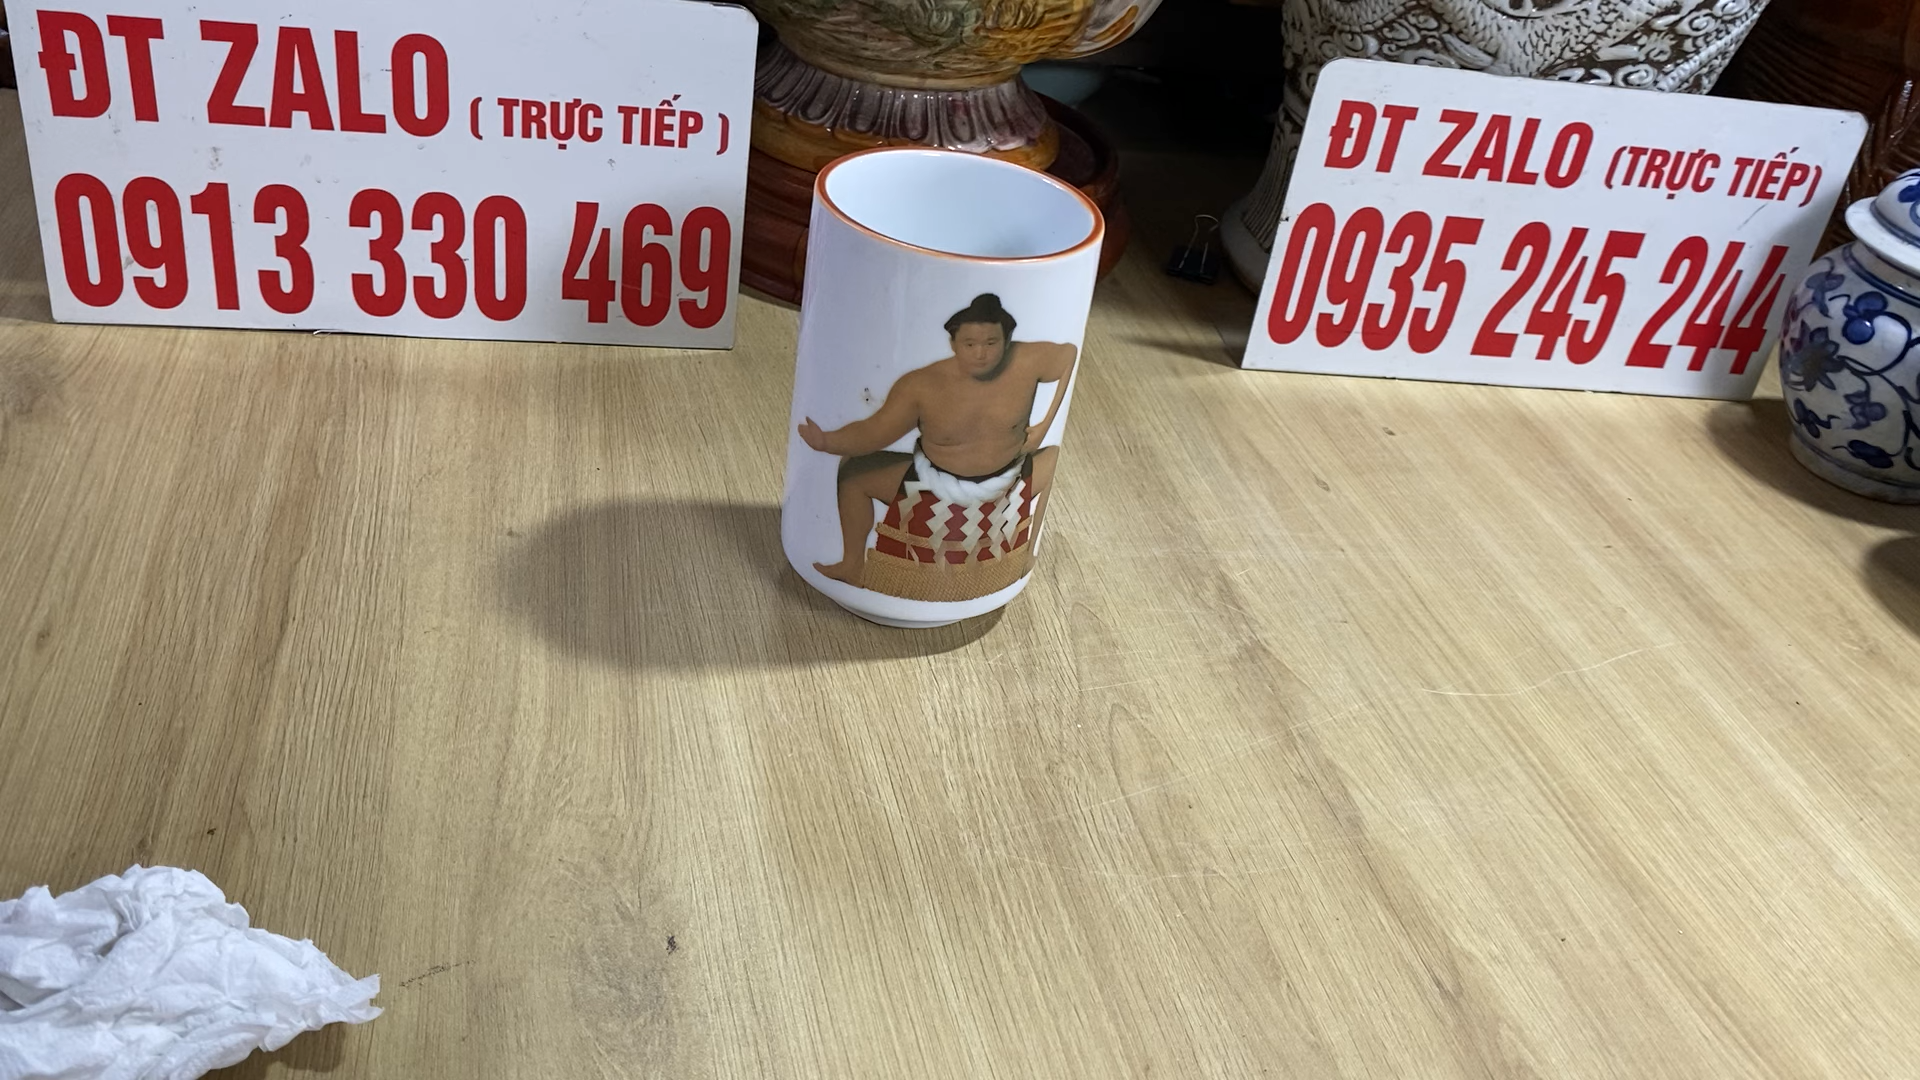 ĐT ZALO ( TRỰC TIẾP )
0913 330 469
ĐT ZALO (TRỰC TIẾP)
0935 245 244